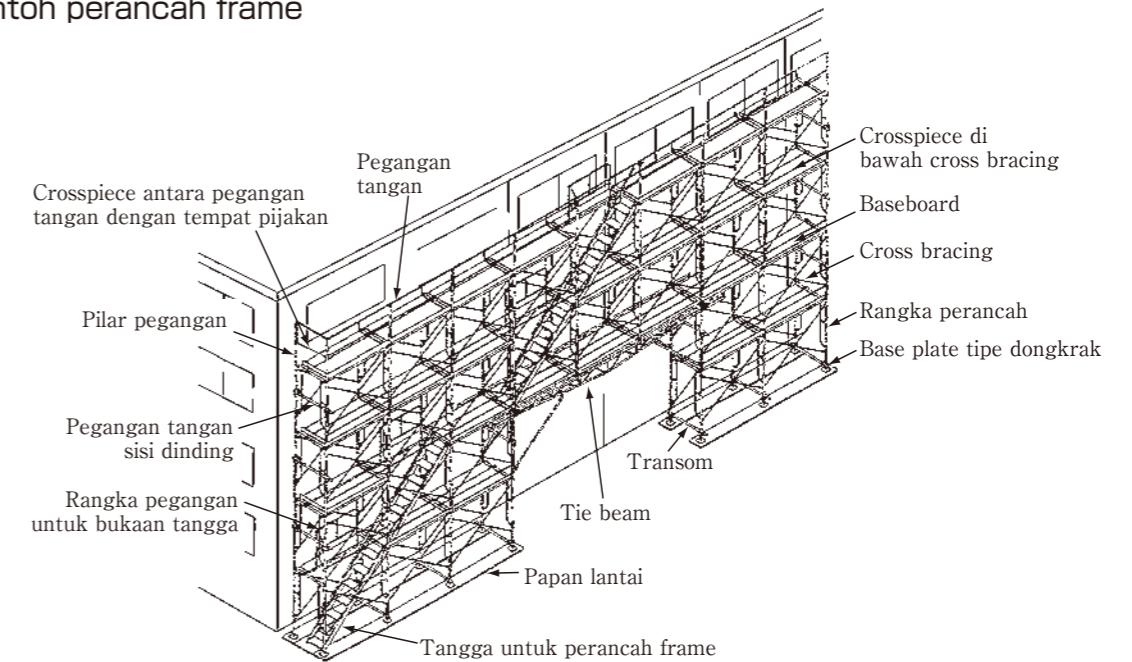 ntoh perancah frame
Pegangan
tangan
Crosspiece antara pegangan
tangan dengan tempat pijakan
Pilar pegangan
Pegangan tangan
sisi dinding
Rangka pegangan
untuk bukaan tangga
Crosspiece di
bawah cross bracing
Baseboard
Cross bracing
Rangka perancah
Base plate tipe dongkrak
Transom
Tie beam
Papan lantai
Tangga untuk perancah frame